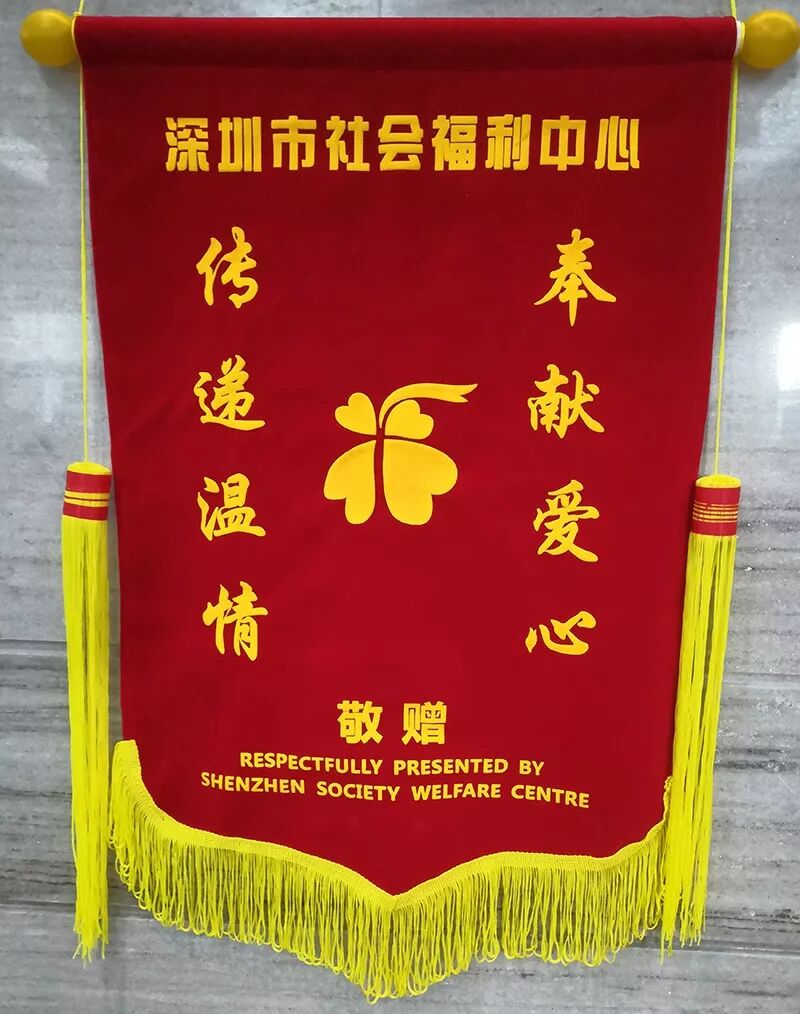 深圳市社会福利中心
奉献爱心
传递温情
敬赠
RESPECTFULLY PRESENTED BY
SHENZHEN SOCIETY WELFARE CENTRE